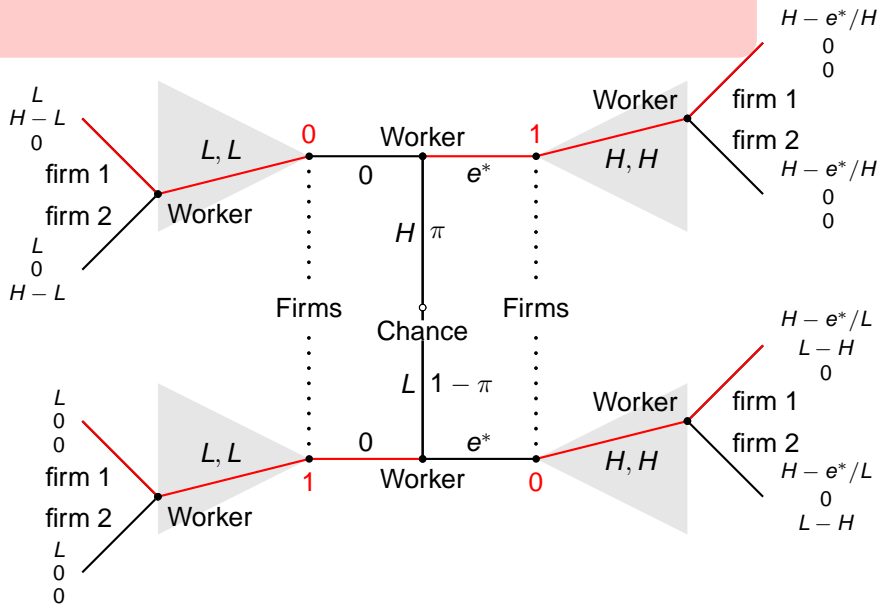 H − e*/H
0
0
Worker
firm 1
firm 2
H, H
H − e*/H
0
0
L
H − L
0
firm 1
firm 2
Worker
L, L
L
0
H − L
0
Worker
1
0
e*
H
π
Firms
Chance
Firms
L
1 − π
0
e*
1
Worker
0
L
0
0
firm 1
firm 2
Worker
L, L
L
0
0
H − e*/L
L − H
0
Worker
firm 1
firm 2
H, H
H − e*/L
0
L − H